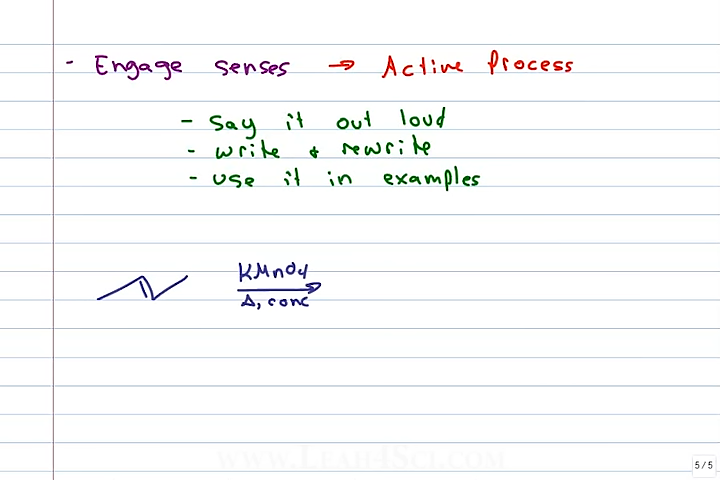 - Engage senses → Active Process
- Say it out loud
- write & rewrite
- use it in examples
KMnO4
Δ, conc
www.Leah4Sci.com
5/5